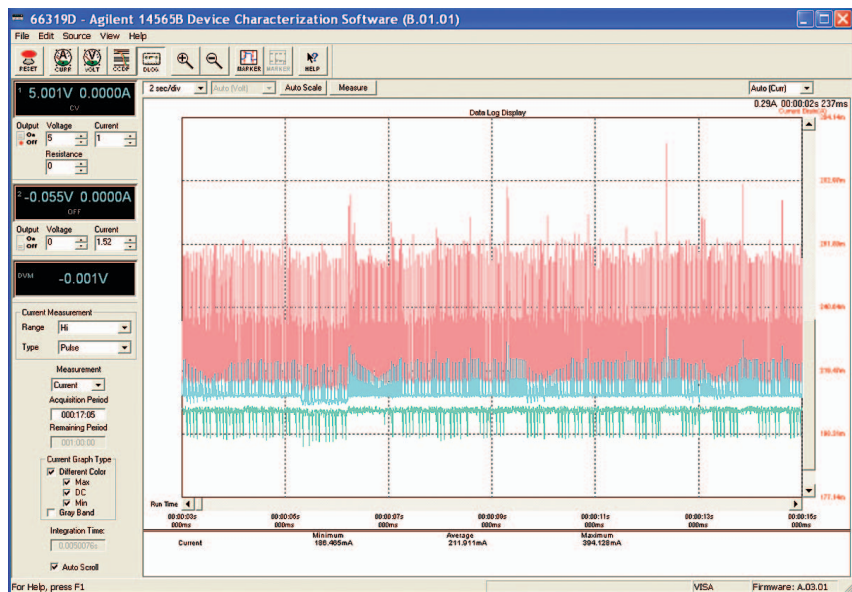 66319D - Agilent 14565B Device Characterization Software (B.01.01)
File Edit Source View Help
RESET CURR VOLT CCDF DLOG MARKER MARKER HELP
2 sec/div Auto (Volt) Auto Scale Measure Auto (Curr)
1 5.001V 0.0000A
CV
Output Voltage Current
On
Off
5 1
Resistance
0
2 -0.055V 0.0000A
OFF
Output Voltage Current
On
Off
0 1.52
DVM -0.001V
Current Measurement
Range Hi
Type Pulse
Measurement
Current
Acquisition Period
000:17:05
Remaining Period
001:00:00
Current Graph Type
Different Color
Max
DC
Min
Gray Band
Integration Time:
0.0050076s
Auto Scroll
0.29A 00:00:02s 237ms
Data Log Display
177.14m
Run Time
00:00:03s 00:00:05s 00:00:07s 00:00:09s 00:00:11s 00:00:13s 00:00:15s
000ms 000ms 000ms 000ms 000ms 000ms 000ms
Minimum Average Maximum
Current 186.465mA 211.911mA 394.128mA
For Help, press F1 VISA Firmware: A.03.01